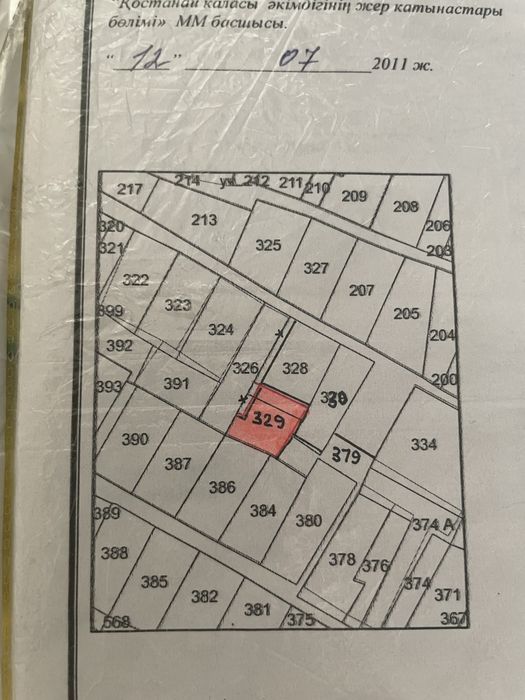 "Қостанай қаласы әкімдігінің жер қатынастары
бөлімі» ММ басшысы.
"12" 07 2011 ж.
217 214 ул 212 211 210 209 208 206
213 203
320
321 325 327 207 205 204
322 323 324
399
392 326 328 330 200
393 391 329 334
390 387 386 384 380 379
389 374 А
388 385 382 381 378 376 374 371
568 375 367